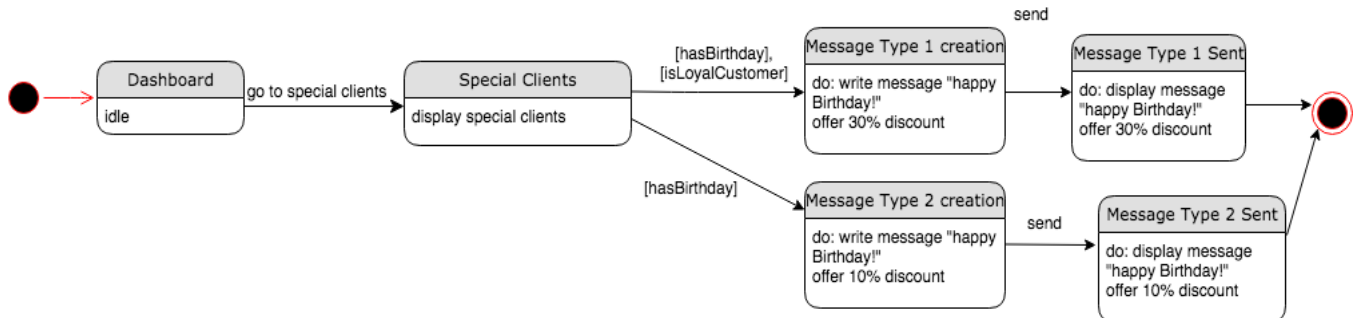 Dashboard
idle
go to special clients
Special Clients
display special clients
[hasBirthday],
[isLoyalCustomer]
Message Type 1 creation
do: write message "happy
Birthday!"
offer 30% discount
send
Message Type 1 Sent
do: display message
"happy Birthday!"
offer 30% discount
[hasBirthday]
Message Type 2 creation
do: write message "happy
Birthday!"
offer 10% discount
send
Message Type 2 Sent
do: display message
"happy Birthday!"
offer 10% discount